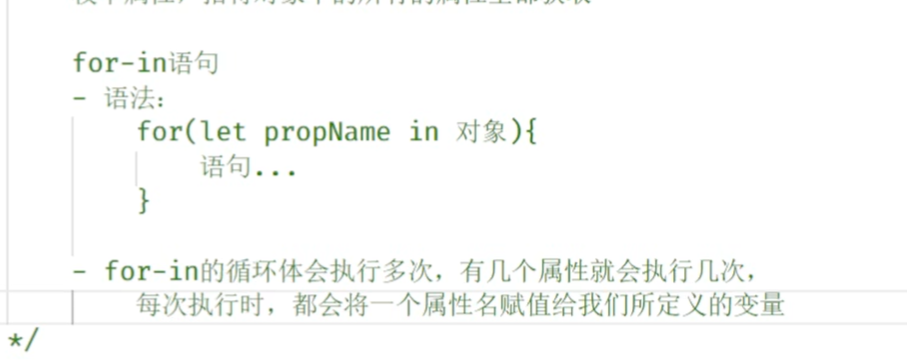 for-in语句
- 语法：
for(let propName in 对象){
语句...
}
- for-in的循环体会执行多次，有几个属性就会执行几次，
每次执行时，都会将一个属性名赋值给我们所定义的变量
*/